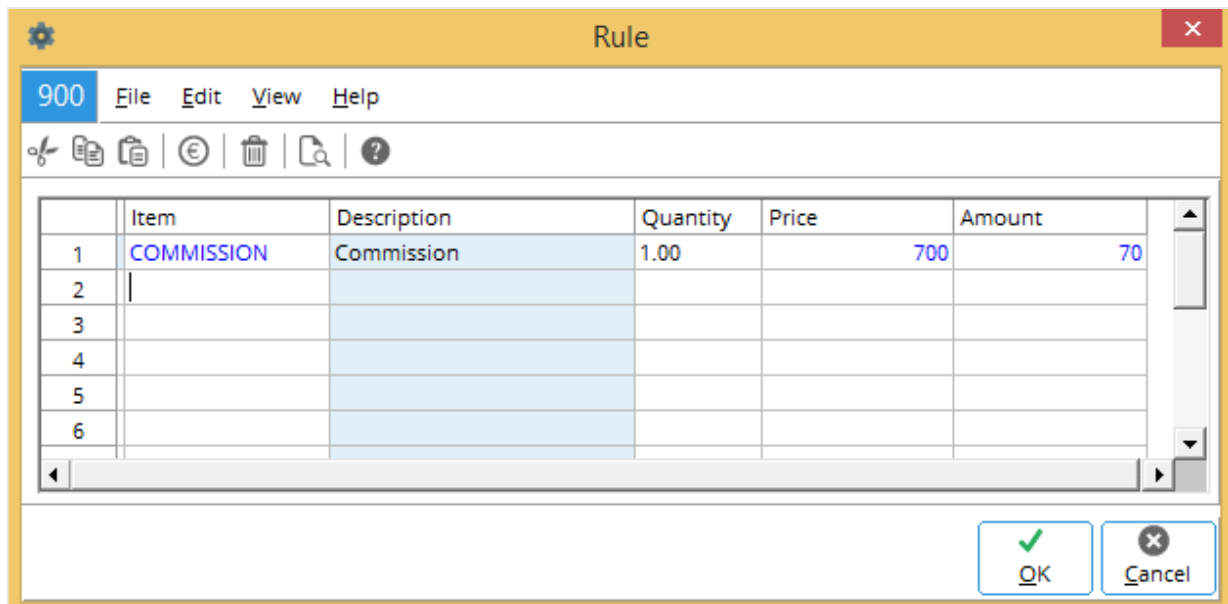 Rule
900 File Edit View Help
Item Description Quantity Price Amount
1 COMMISSION Commission 1.00 700 70
2
3
4
5
6
OK Cancel